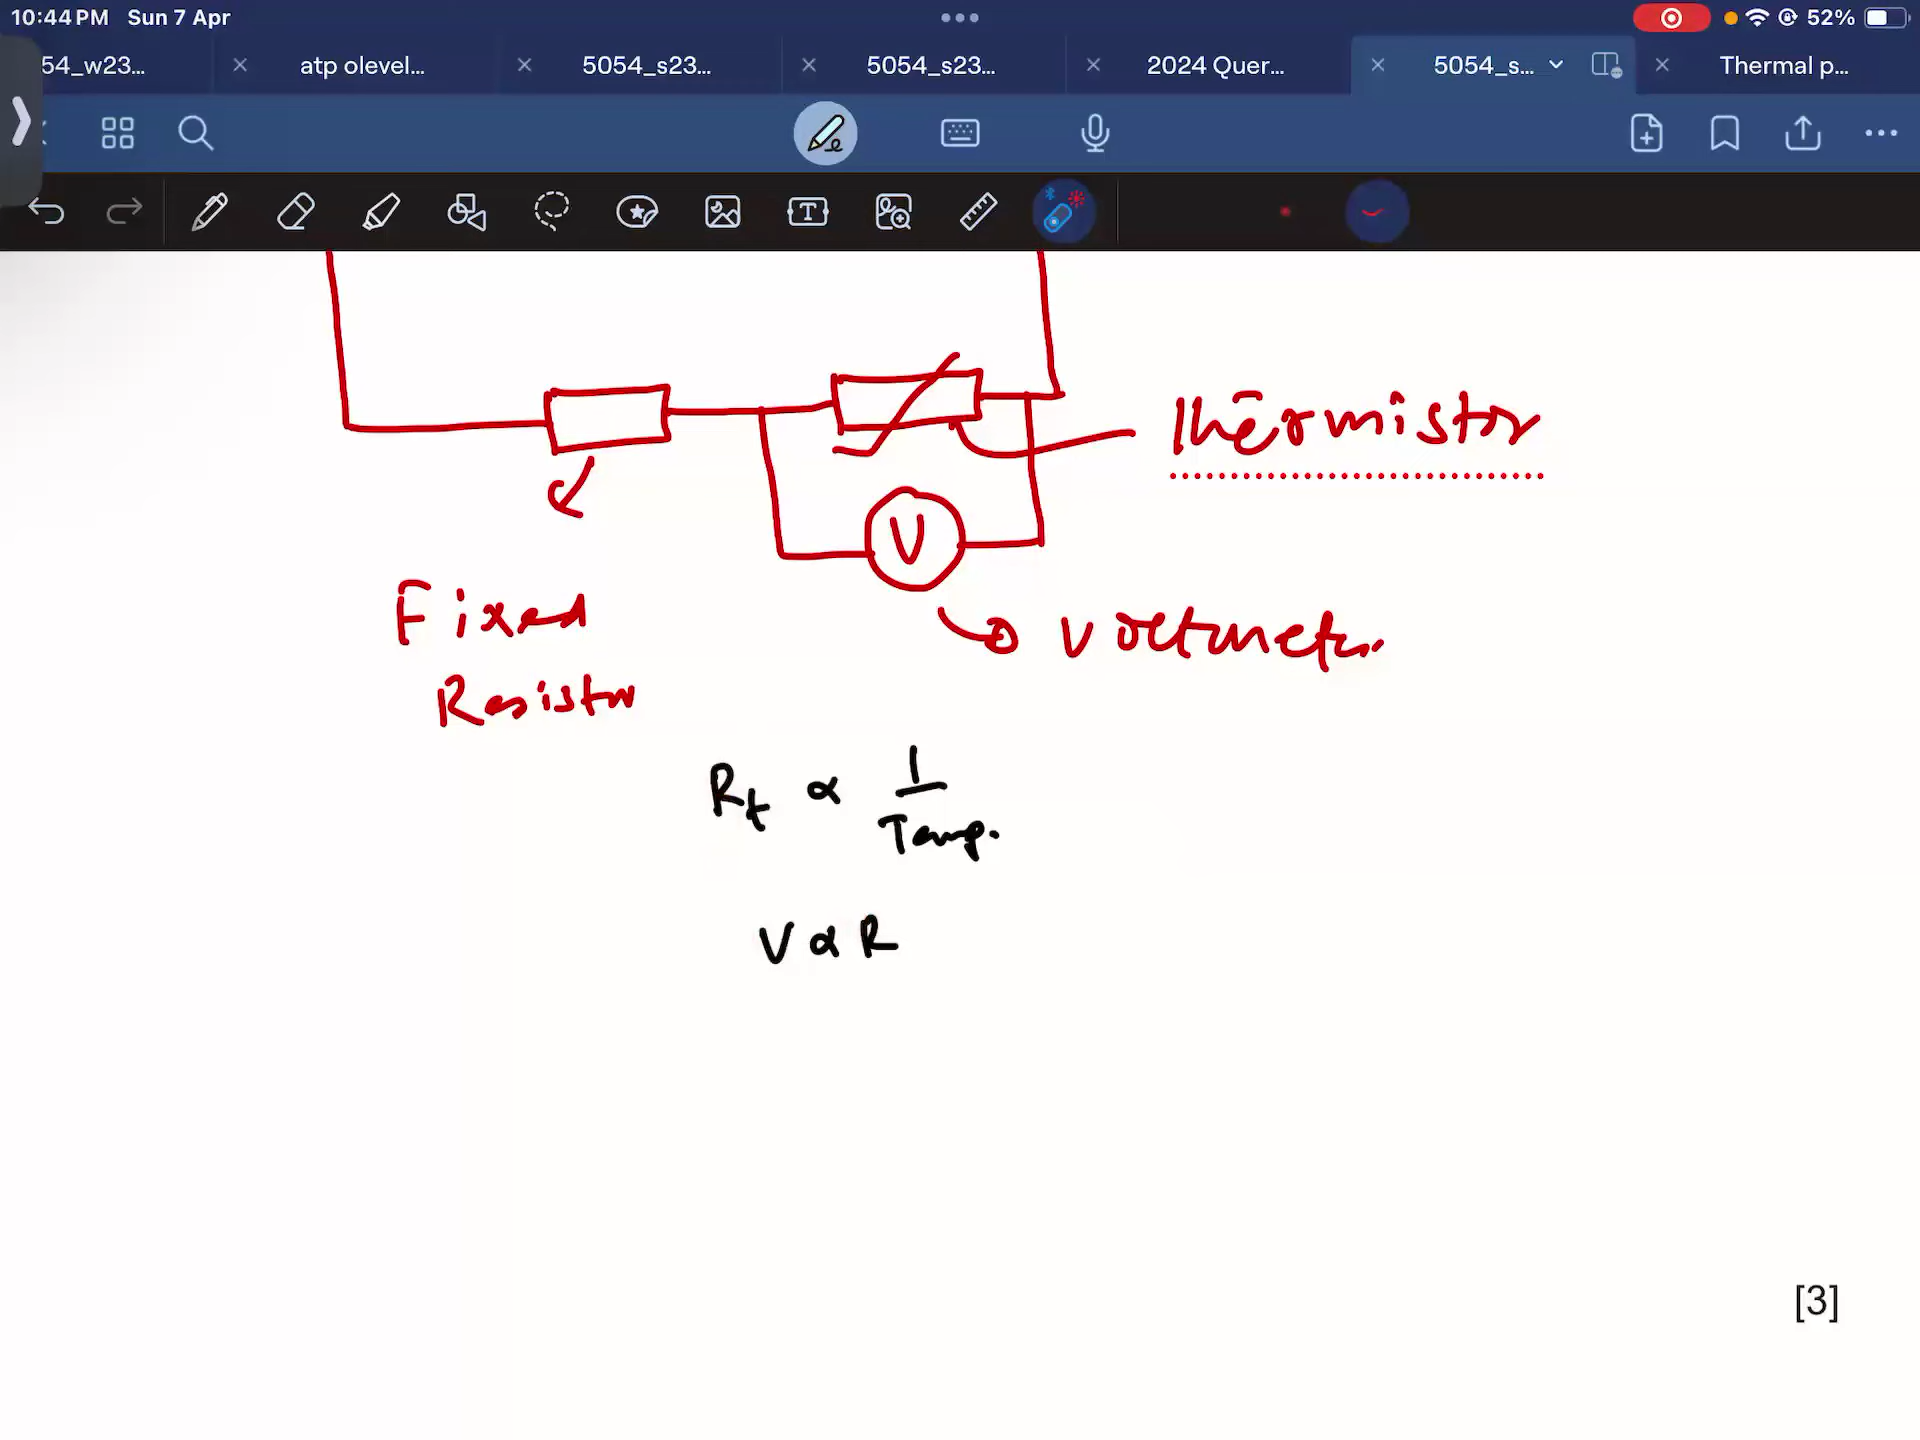 10:44 PM Sun 7 Apr 52%
54_w23... atp olevel... 5054_s23... 5054_s23... 2024 Quer... 5054_s... Thermal p...
Thermistor
V
Fixed
Voltmeter
Resistor
Rt ∝ 1/Temp.
V ∝ R
[3]